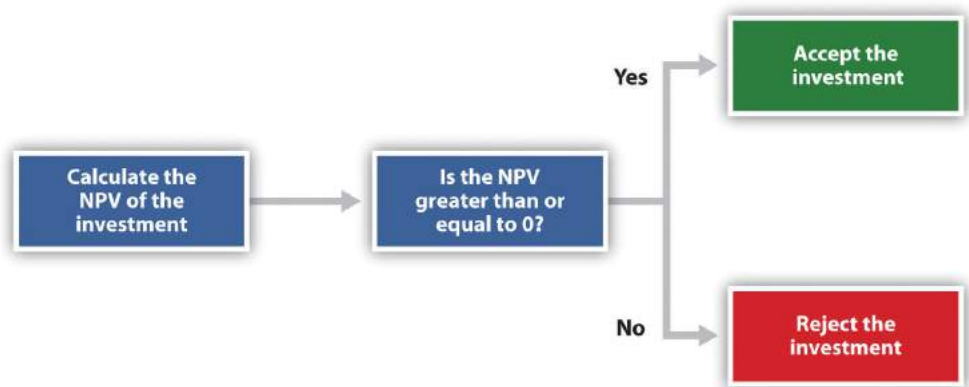 Calculate the
NPV of the
investment
Is the NPV
greater than or
equal to 0?
Yes
Accept the
investment
No
Reject the
investment